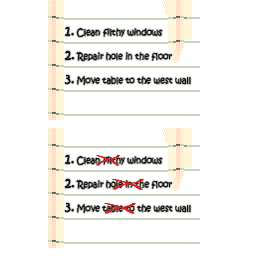 1. Clean filthy windows
2. Repair hole in the floor
3. Move table to the west wall
1. Clean filthy windows
2. Repair hole in the floor
3. Move table to the west wall